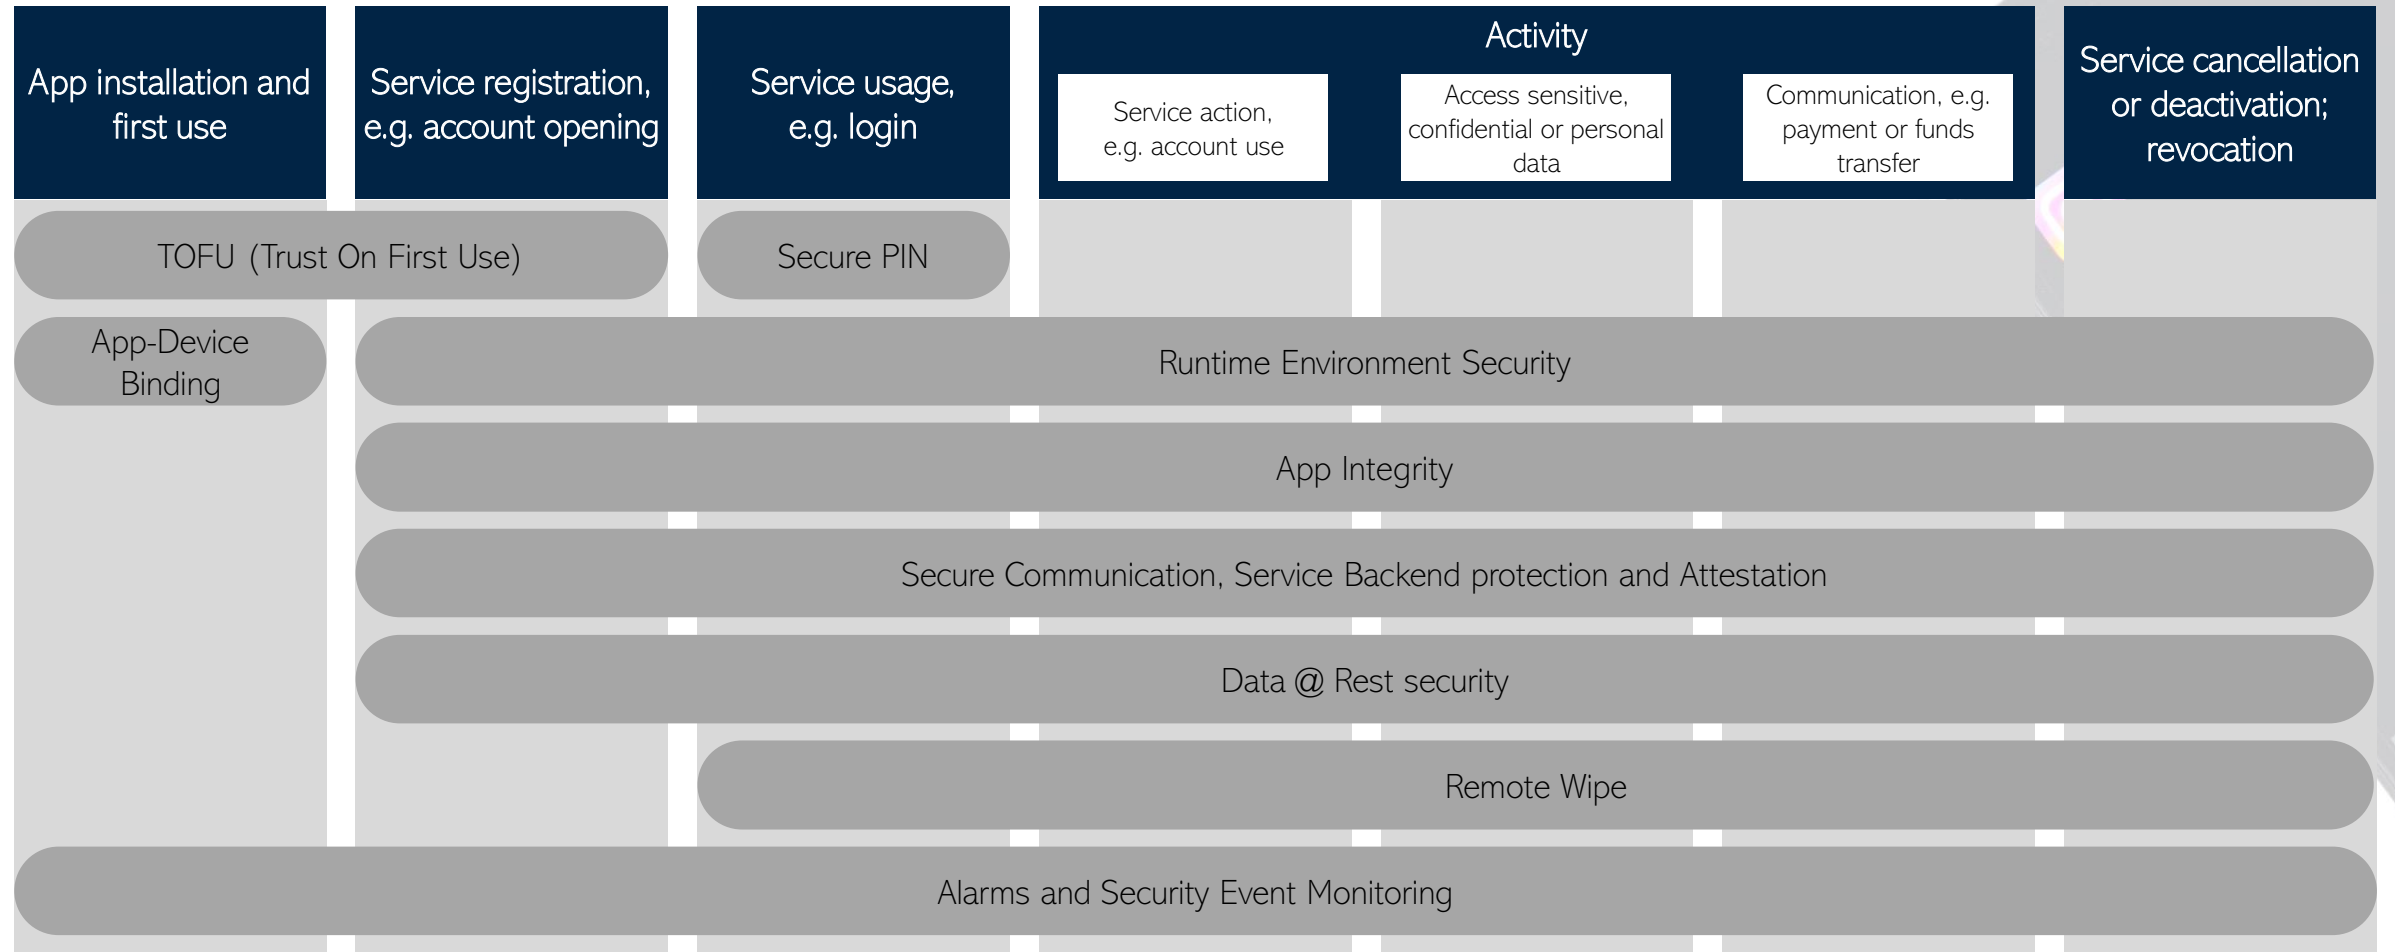 App installation and
first use
Service registration,
e.g. account opening
Service usage,
e.g. login
Activity
Service action,
e.g. account use
Access sensitive,
confidential or personal
data
Communication, e.g.
payment or funds
transfer
Service cancellation
or deactivation;
revocation
TOFU (Trust On First Use)
Secure PIN
App-Device
Binding
Runtime Environment Security
App Integrity
Secure Communication, Service Backend protection and Attestation
Data @ Rest security
Remote Wipe
Alarms and Security Event Monitoring